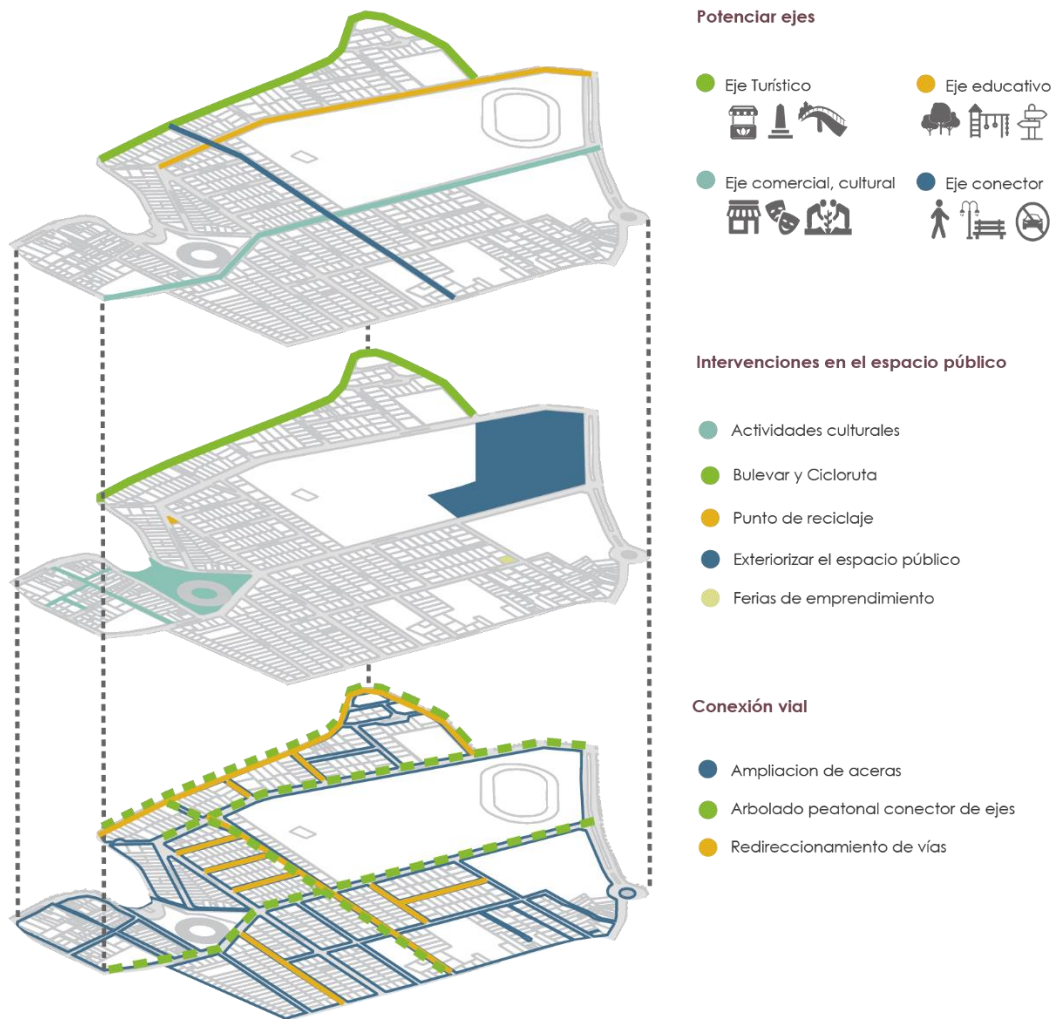 Potenciar ejes
Eje Turístico
Eje educativo
Eje comercial, cultural
Eje conector
Intervenciones en el espacio público
Actividades culturales
Bulevar y Cicloruta
Punto de reciclaje
Exteriorizar el espacio público
Ferias de emprendimiento
Conexión vial
Ampliacion de aceras
Arbolado peatonal conector de ejes
Redireccionamiento de vías